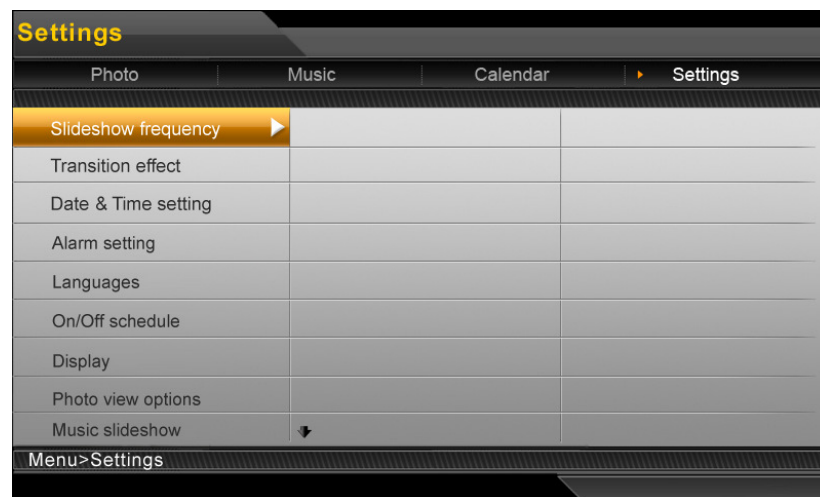 Settings
Photo Music Calendar Settings
Slideshow frequency
Transition effect
Date & Time setting
Alarm setting
Languages
On/Off schedule
Display
Photo view options
Music slideshow
Menu>Settings